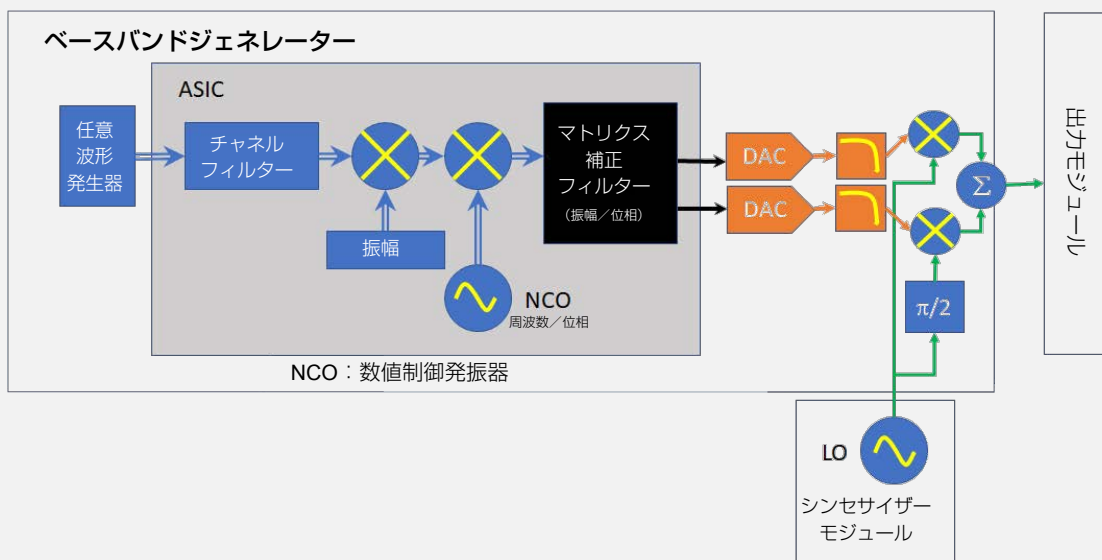 ベースバンドジェネレーター
ASIC
任意
波形
発生器
チャネル
フィルター
振幅
NCO
周波数／位相
マトリクス
補正
フィルター
（振幅／位相）
DAC
DAC
Σ
π/2
出力モジュール
NCO：数値制御発振器
LO
シンセサイザー
モジュール